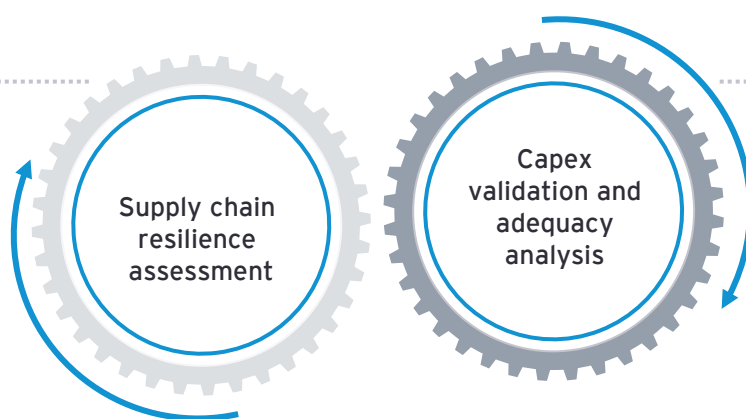 Supply chain
resilience
assessment
Capex
validation and
adequacy
analysis